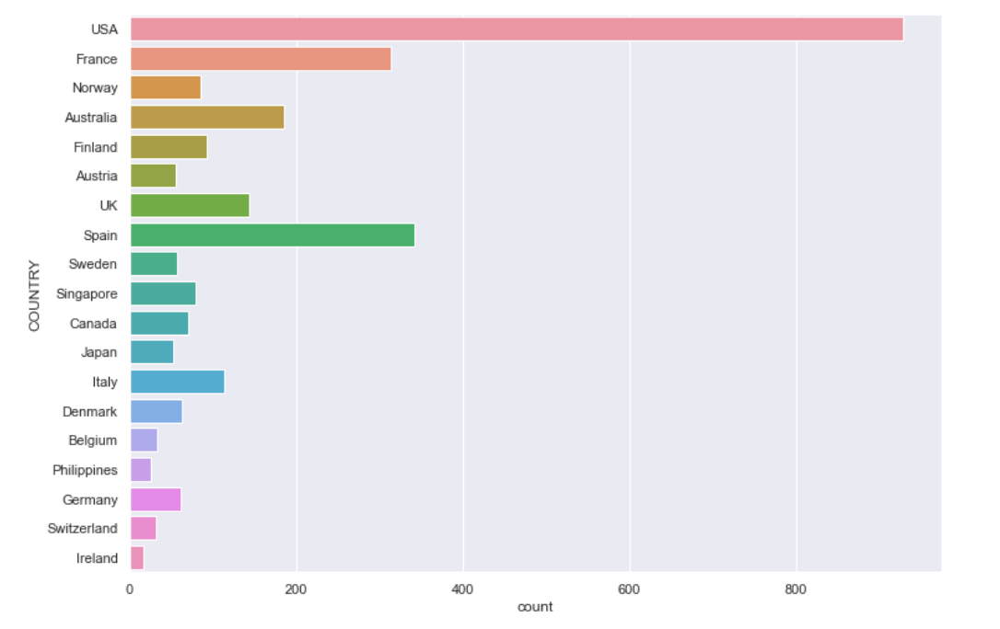 USA
France
Norway
Australia
Finland
Austria
UK
Spain
Sweden
Singapore
Canada
Japan
Italy
Denmark
Belgium
Philippines
Germany
Switzerland
Ireland
COUNTRY
0 200 400 600 800
count